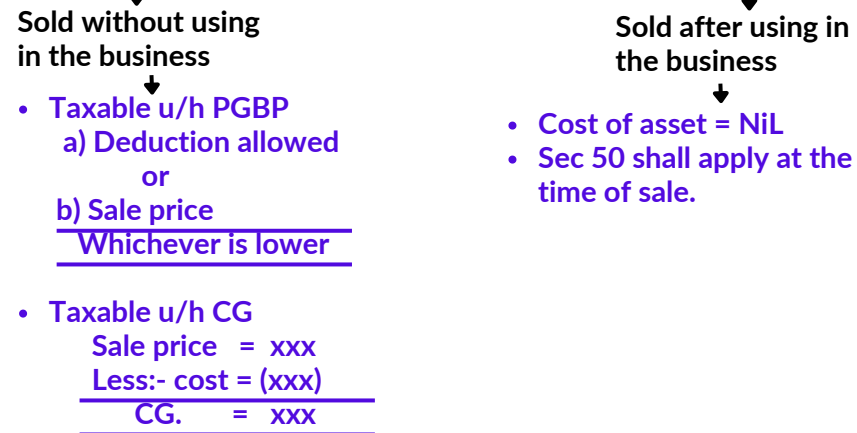 Sold without using
in the business
• Taxable u/h PGBP
a) Deduction allowed
or
b) Sale price
Whichever is lower
• Taxable u/h CG
Sale price = xxx
Less:- cost = (xxx)
CG. = xxx
Sold after using in
the business
• Cost of asset = NiL
• Sec 50 shall apply at the
time of sale.